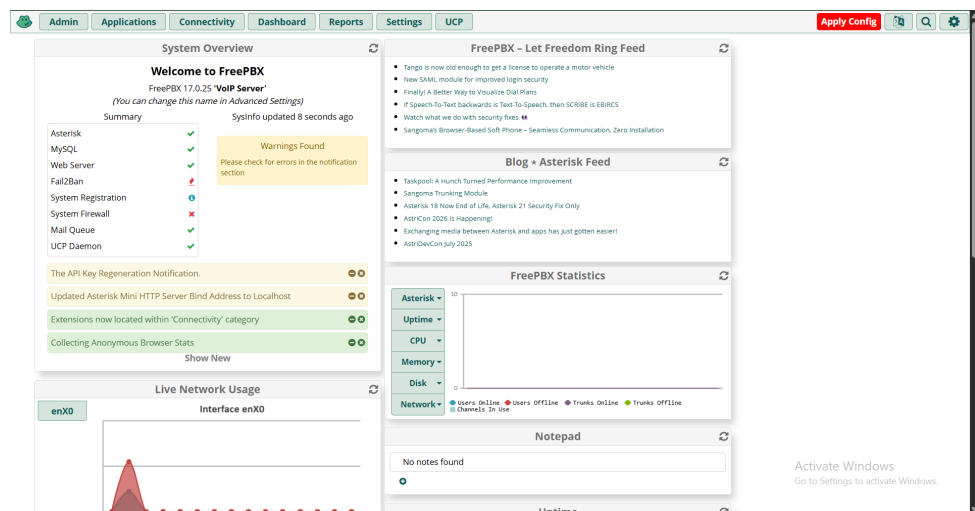 Admin Applications Connectivity Dashboard Reports Settings UCP Apply Config
System Overview
Welcome to FreePBX
FreePBX 17.0.25 'VoIP Server'
(You can change this name in Advanced Settings)
Summary
Asterisk
MySQL
Web Server
Fail2Ban
System Registration
System Firewall
Mail Queue
UCP Daemon
SysInfo updated 8 seconds ago
Warnings Found
Please check for errors in the notification
section
The API Key Regeneration Notification.
Updated Asterisk Mini HTTP Server Bind Address to Localhost
Extensions now located within 'Connectivity' category
Collecting Anonymous Browser Stats
Show New
Live Network Usage
enX0
Interface enX0
FreePBX – Let Freedom Ring Feed
Tango is now old enough to get a license to operate a motor vehicle
New SAML module for improved login security
Finally! A Better Way to Visualize Dial Plans
If Speech-To-Text backwards is Text-To-Speech, then SCRIBE is EBIRCS
Watch what we do with security fixes
Sangoma's Browser-Based Soft Phone – Seamless Communication, Zero Installation
Blog ⋆ Asterisk Feed
Taskpool: A Hunch Turned Performance Improvement
Sangoma Trunking Module
Asterisk 18 Now End of Life, Asterisk 21 Security Fix Only
AstriCon 2026 is Happening!
Exchanging media between Asterisk and apps has just gotten easier!
AstriDevCon July 2025
FreePBX Statistics
Asterisk
Uptime
CPU
Memory
Disk
Network
10
0
Users Online Users Offline Trunks Online Trunks Offline
Channels In Use
Notepad
No notes found
Uptime
Activate Windows
Go to Settings to activate Windows.